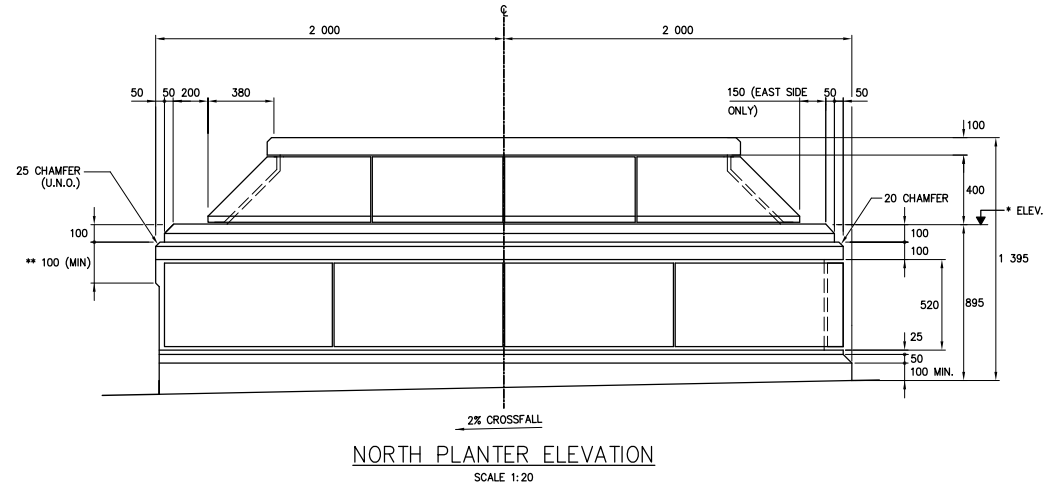 ℄
2 000
2 000
50
50
200
380
150 (EAST SIDE
ONLY)
50
50
100
25 CHAMFER
(U.N.O.)
400
20 CHAMFER
* ELEV.
100
100
** 100 (MIN)
100
1 395
520
895
25
50
100 MIN.
2% CROSSFALL
NORTH PLANTER ELEVATION
SCALE 1:20